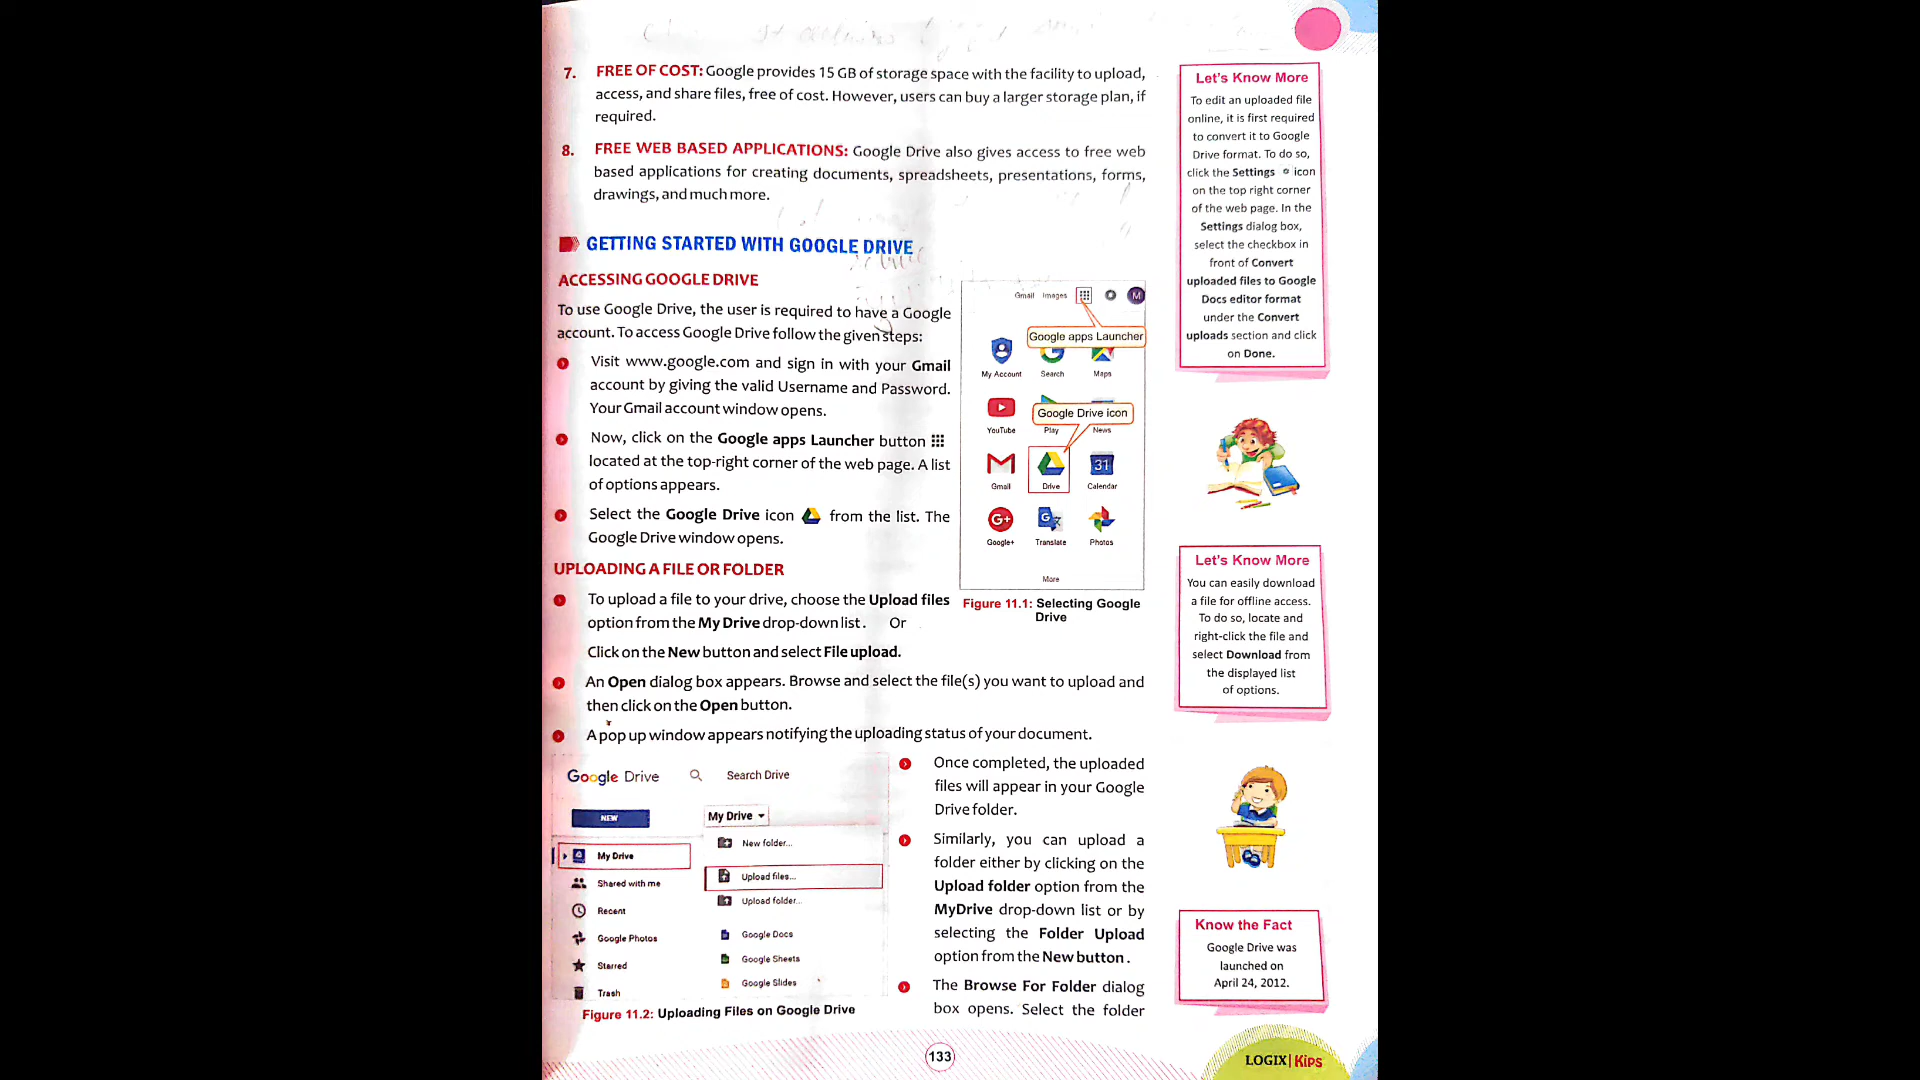 7. FREE OF COST: Google provides 15 GB of storage space with the facility to upload,
access, and share files, free of cost. However, users can buy a larger storage plan, if
required.
8. FREE WEB BASED APPLICATIONS: Google Drive also gives access to free web
based applications for creating documents, spreadsheets, presentations, forms,
drawings, and much more.
GETTING STARTED WITH GOOGLE DRIVE
ACCESSING GOOGLE DRIVE
To use Google Drive, the user is required to have a Google
account. To access Google Drive follow the given steps:
Visit www.google.com and sign in with your Gmail
account by giving the valid Username and Password.
Your Gmail account window opens.
Now, click on the Google apps Launcher button
located at the top-right corner of the web page. A list
of options appears.
Select the Google Drive icon from the list. The
Google Drive window opens.
Gmail Images M
Google apps Launcher
My Account Search Maps
Google Drive icon
YouTube Play News
31
Gmail Drive Calendar
G+ G
Google+ Translate Photos
More
Figure 11.1: Selecting Google
Drive
UPLOADING A FILE OR FOLDER
To upload a file to your drive, choose the Upload files
option from the My Drive drop-down list. Or
Click on the New button and select File upload.
An Open dialog box appears. Browse and select the file(s) you want to upload and
then click on the Open button.
A pop up window appears notifying the uploading status of your document.
Google Drive Search Drive
NEW My Drive
New folder...
My Drive
Upload files...
Shared with me
Upload folder...
Recent
Google Docs
Google Photos
Google Sheets
Starred
Google Slides
Trash
Figure 11.2: Uploading Files on Google Drive
Once completed, the uploaded
files will appear in your Google
Drive folder.
Similarly, you can upload a
folder either by clicking on the
Upload folder option from the
MyDrive drop-down list or by
selecting the Folder Upload
option from the New button.
The Browse For Folder dialog
box opens. Select the folder
Let's Know More
To edit an uploaded file
online, it is first required
to convert it to Google
Drive format. To do so,
click the Settings icon
on the top right corner
of the web page. In the
Settings dialog box,
select the checkbox in
front of Convert
uploaded files to Google
Docs editor format
under the Convert
uploads section and click
on Done.
Let's Know More
You can easily download
a file for offline access.
To do so, locate and
right-click the file and
select Download from
the displayed list
of options.
Know the Fact
Google Drive was
launched on
April 24, 2012.
133
LOGIX|Kips